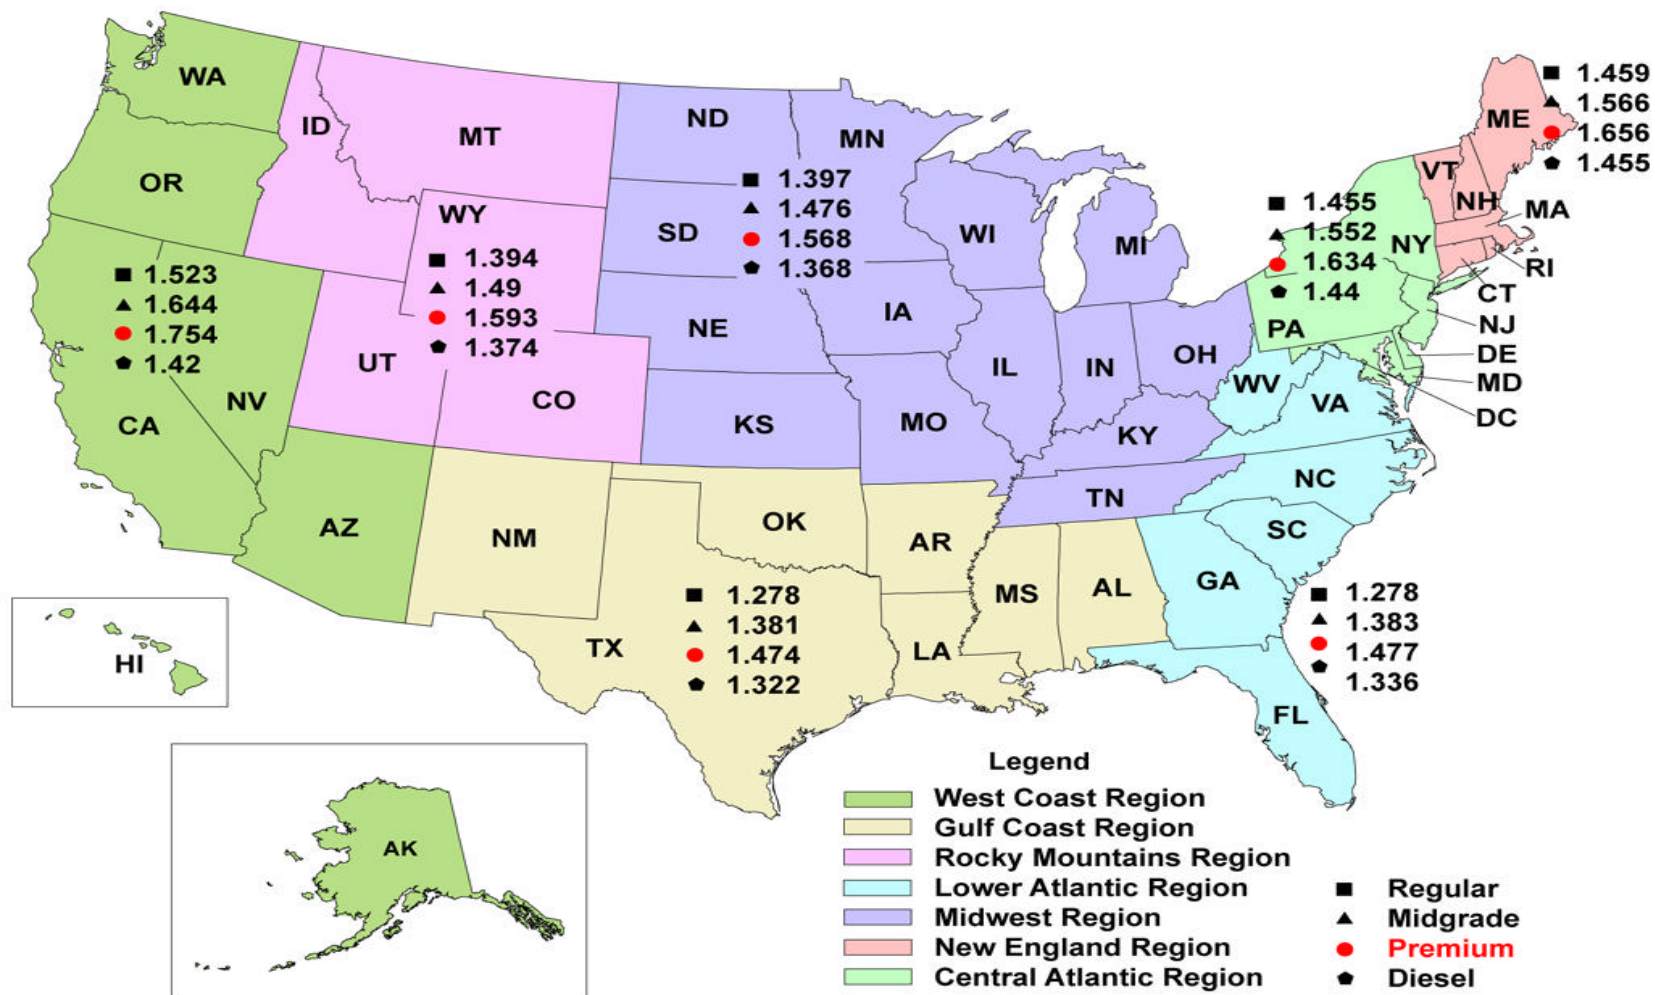 WA
OR
CA
NV
AZ
HI
AK
1.523
1.644
1.754
1.42
ID
MT
WY
UT
CO
1.394
1.49
1.593
1.374
ND
MN
SD
WI
MI
NE
IA
IL
IN
OH
KS
MO
KY
TN
1.397
1.476
1.568
1.368
NM
OK
TX
AR
LA
MS
AL
1.278
1.381
1.474
1.322
WV
VA
NC
SC
GA
FL
1.278
1.383
1.477
1.336
NY
PA
NJ
DE
MD
DC
1.455
1.552
1.634
1.44
ME
VT
NH
MA
RI
CT
1.459
1.566
1.656
1.455
Legend
West Coast Region
Gulf Coast Region
Rocky Mountains Region
Lower Atlantic Region
Midwest Region
New England Region
Central Atlantic Region
Regular
Midgrade
Premium
Diesel